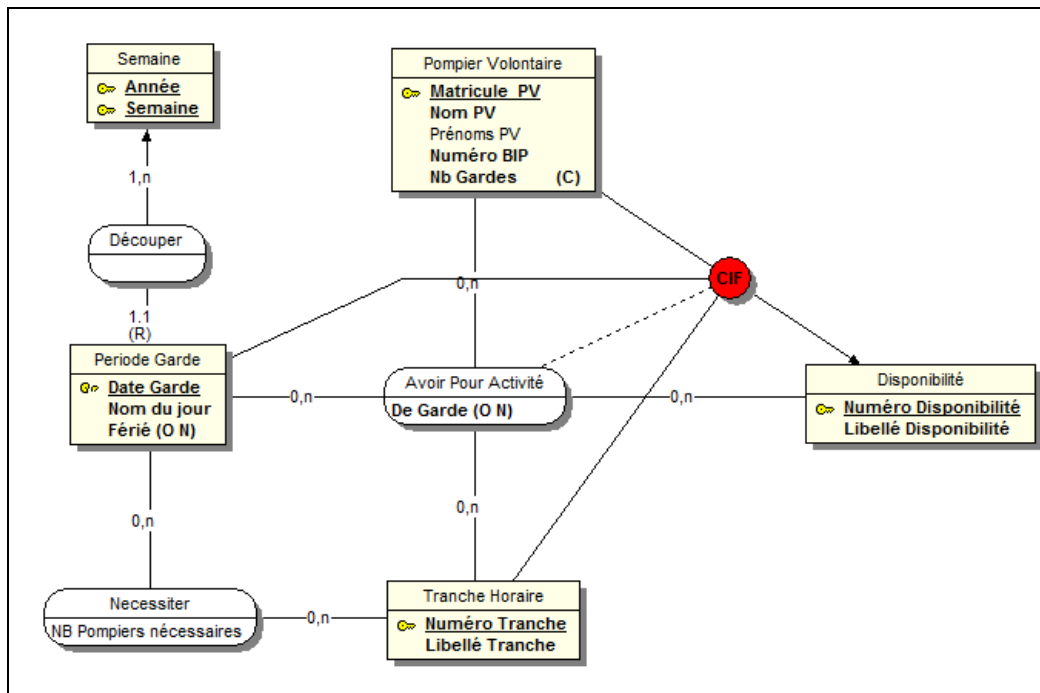 Semaine
Année
Semaine
1,n
Découper
1.1
(R)
Pompier Volontaire
Matricule PV
Nom PV
Prénoms PV
Numéro BIP
Nb Gardes (C)
CIF
0,n
Periode Garde
Date Garde
Nom du jour
Férié (O N)
0,n
Avoir Pour Activité
De Garde (O N)
0,n
Disponibilité
Numéro Disponibilité
Libellé Disponibilité
0,n
0,n
Necessiter
NB Pompiers nécessaires
0,n
Tranche Horaire
Numéro Tranche
Libellé Tranche